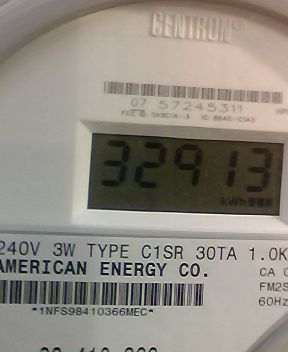 CENTRON®
07 57245311
32913
kWh
240V 3W TYPE C1SR 30TA 1.0K
AMERICAN ENERGY CO.
CA 0
FM2S
60Hz
*1NFS98410366MEC*